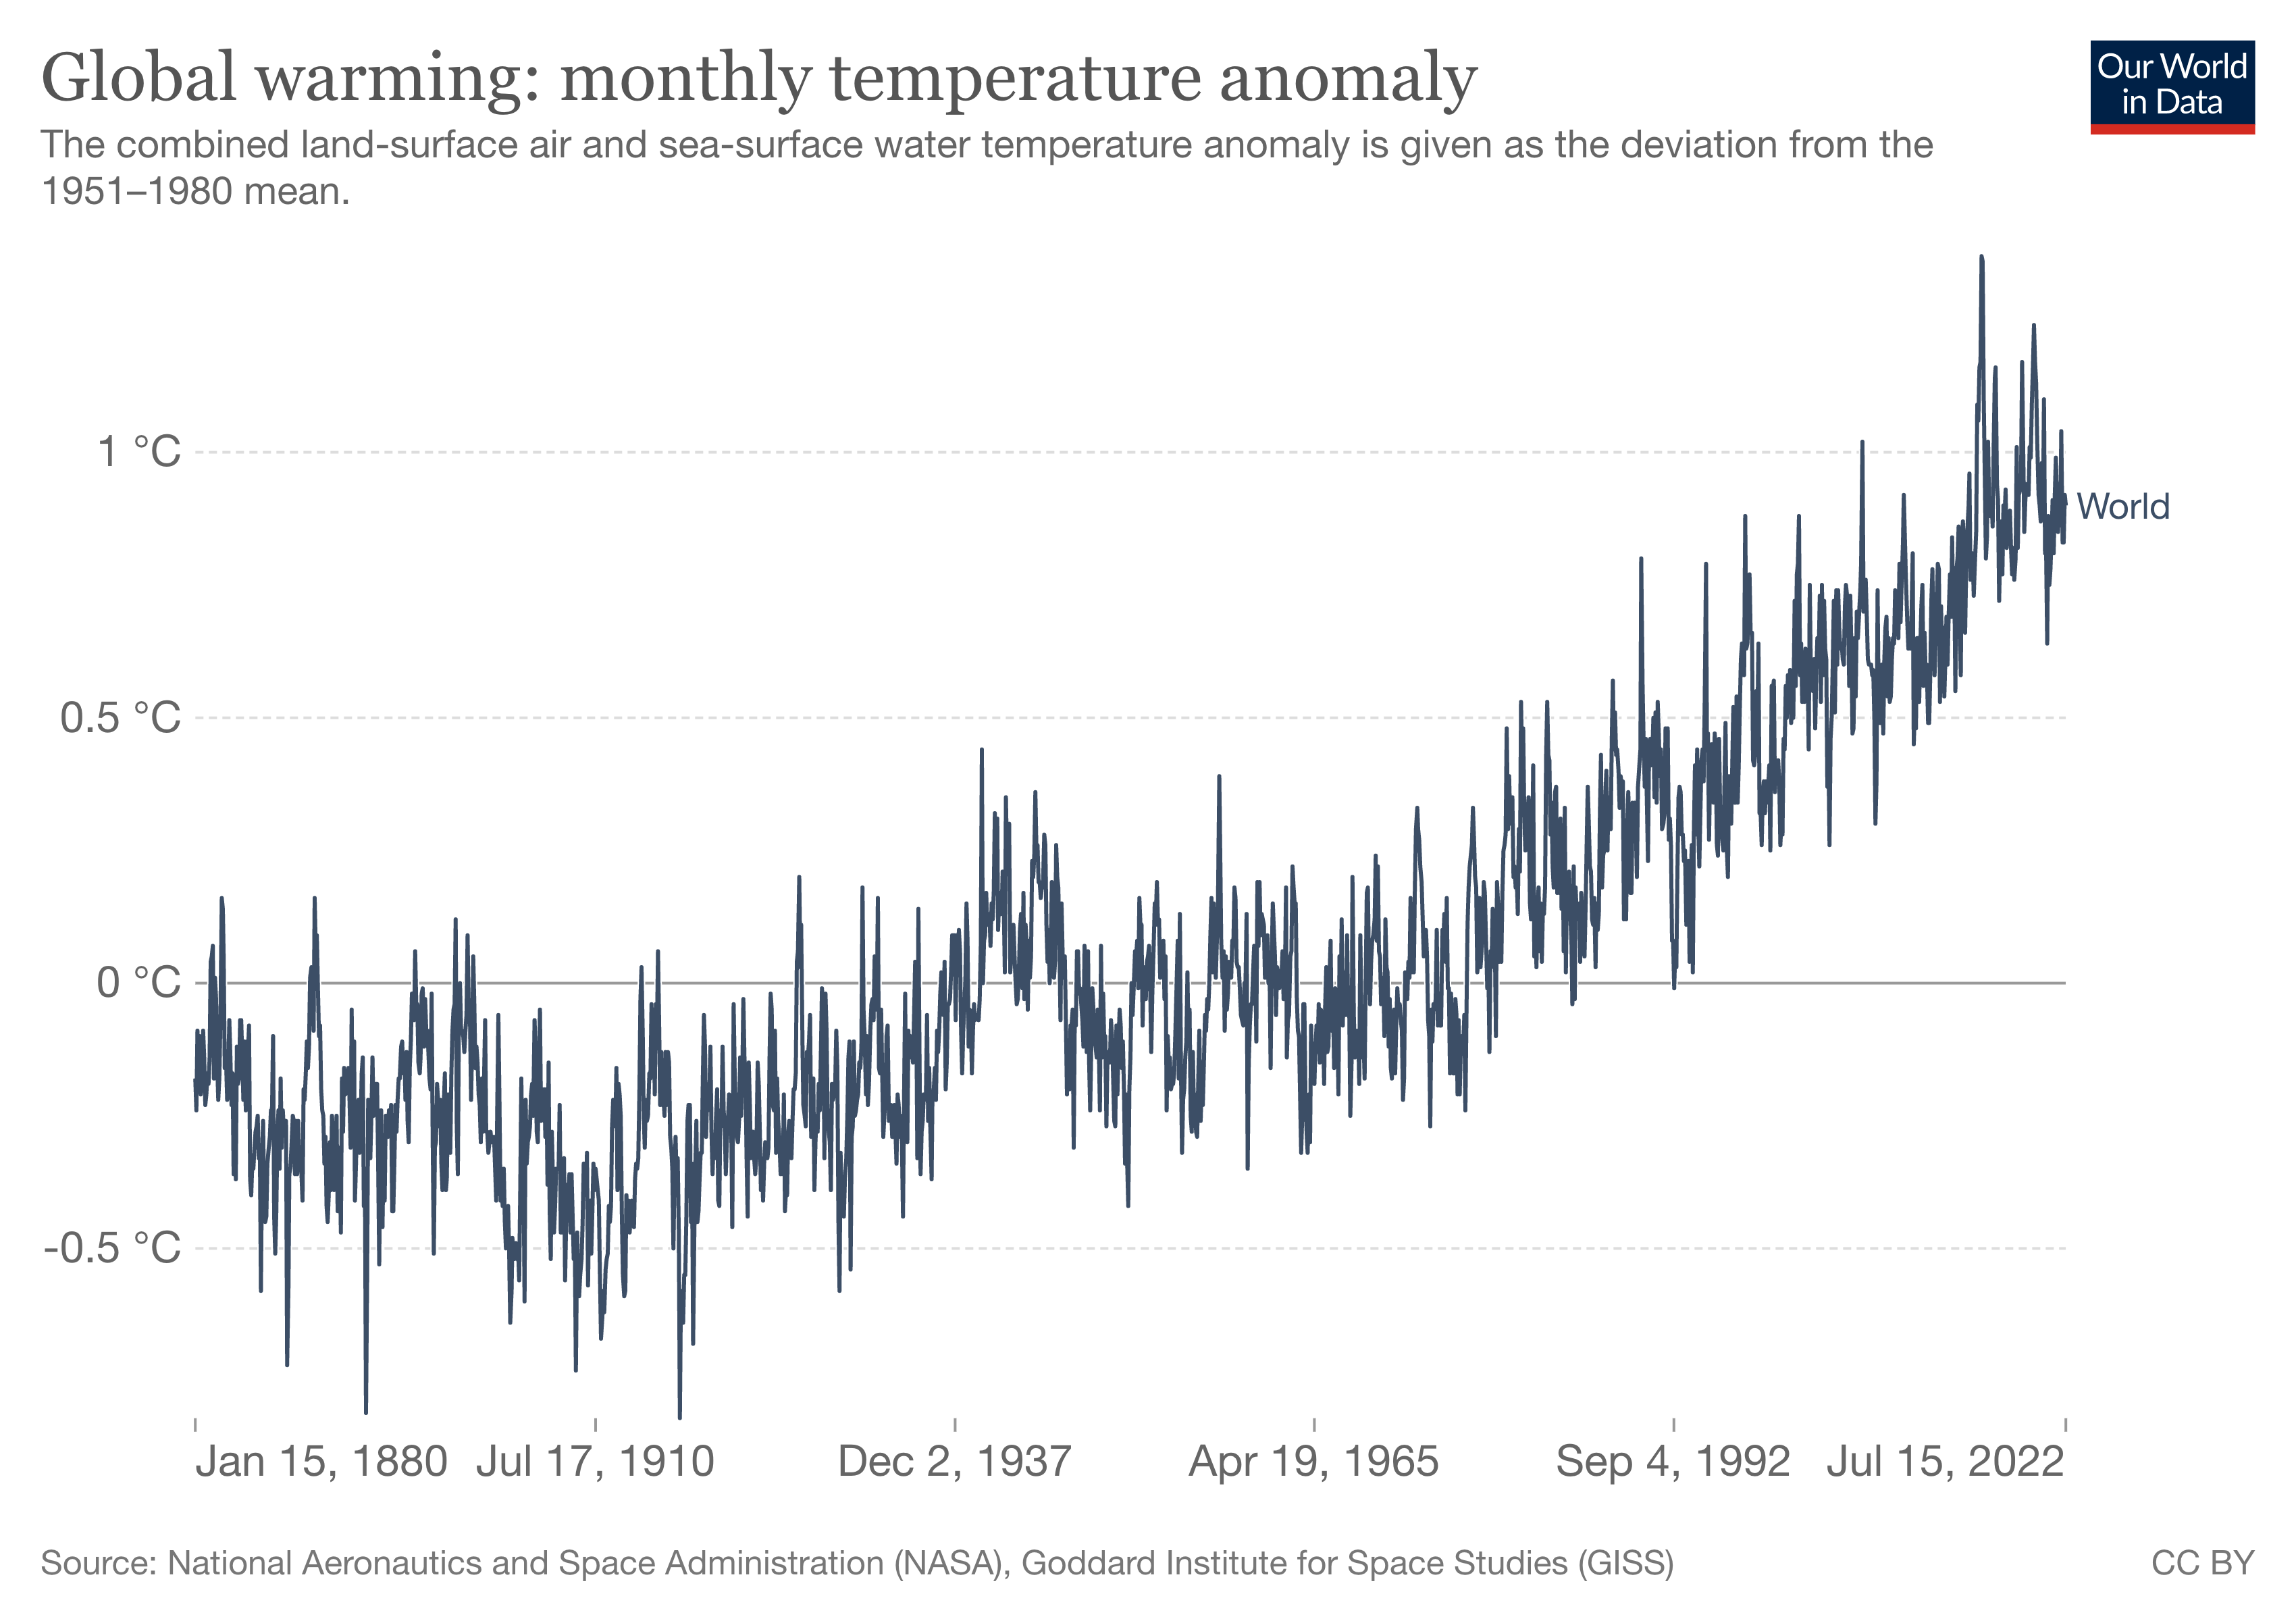 Global warming: monthly temperature anomaly
Our World
in Data
The combined land-surface air and sea-surface water temperature anomaly is given as the deviation from the
1951–1980 mean.
1 °C
World
0.5 °C
0 °C
-0.5 °C
Jan 15, 1880 Jul 17, 1910 Dec 2, 1937 Apr 19, 1965 Sep 4, 1992 Jul 15, 2022
Source: National Aeronautics and Space Administration (NASA), Goddard Institute for Space Studies (GISS) CC BY